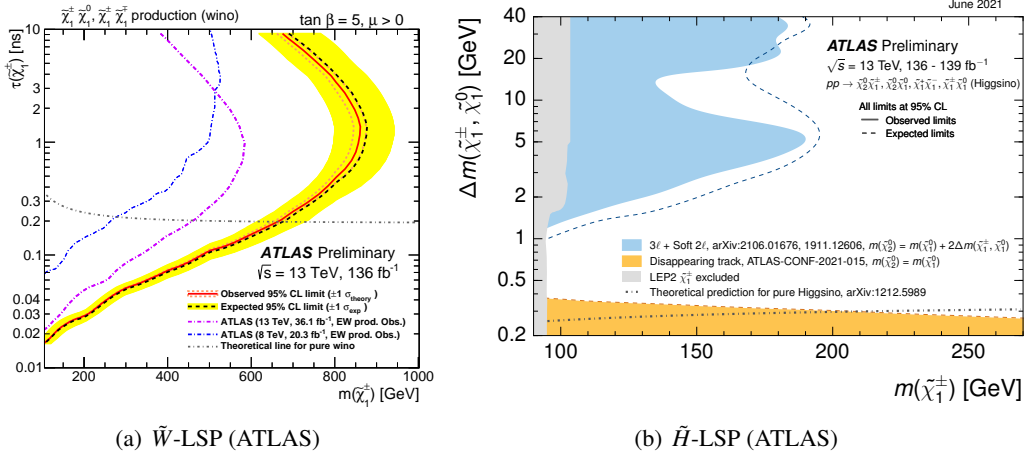 χ̃₁± χ̃₁⁰, χ̃₁± χ̃₁∓ production (wino)
tan β = 5, μ > 0
τ(χ̃₁±) [ns]
10
3
2
1
0.3
0.2
0.1
0.04
0.03
0.02
0.01
ATLAS Preliminary
√s = 13 TeV, 136 fb⁻¹
Observed 95% CL limit (±1 σtheory)
Expected 95% CL limit (±1 σexp)
ATLAS (13 TeV, 36.1 fb⁻¹, EW prod. Obs.)
ATLAS (8 TeV, 20.3 fb⁻¹, EW prod. Obs.)
Theoretical line for pure wino
200 300 400 500 600 700 800 900 1000
m(χ̃₁±) [GeV]
(a) W̃-LSP (ATLAS)
June 2021
Δm(χ̃₁±, χ̃₁⁰) [GeV]
40
20
10
5
2
1
0.5
0.2
ATLAS Preliminary
√s = 13 TeV, 136 - 139 fb⁻¹
pp → χ̃₂⁰χ̃₁±, χ̃₂⁰χ̃₁⁰, χ̃₁⁺χ̃₁⁻, χ̃₁±χ̃₁⁰ (Higgsino)
All limits at 95% CL
Observed limits
Expected limits
3ℓ + Soft 2ℓ, arXiv:2106.01676, 1911.12606, m(χ̃₂⁰) = m(χ̃₁⁰) + 2Δm(χ̃₁±, χ̃₁⁰)
Disappearing track, ATLAS-CONF-2021-015, m(χ̃₂⁰) = m(χ̃₁⁰)
LEP2 χ̃₁± excluded
Theoretical prediction for pure Higgsino, arXiv:1212.5989
100 150 200 250
m(χ̃₁±) [GeV]
(b) H̃-LSP (ATLAS)